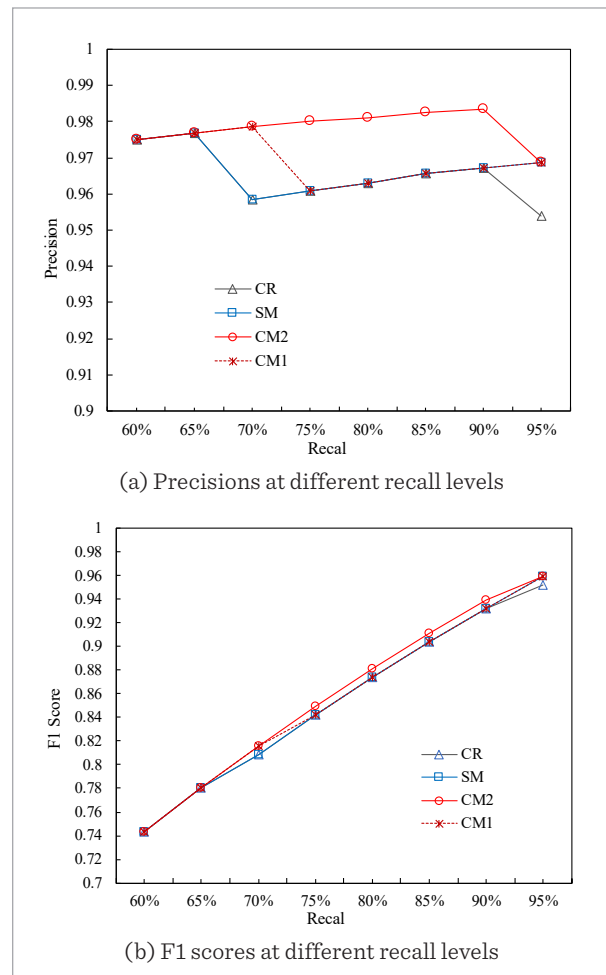 1
0.99
0.98
0.97
0.96
0.95
0.94
0.93
0.92
0.91
0.9
Precision
CR
SM
CM2
CM1
60% 65% 70% 75% 80% 85% 90% 95%
Recal
(a) Precisions at different recall levels
1
0.98
0.96
0.94
0.92
0.9
0.88
0.86
0.84
0.82
0.8
0.78
0.76
0.74
0.72
0.7
F1 Score
CR
SM
CM2
CM1
60% 65% 70% 75% 80% 85% 90% 95%
Recal
(b) F1 scores at different recall levels